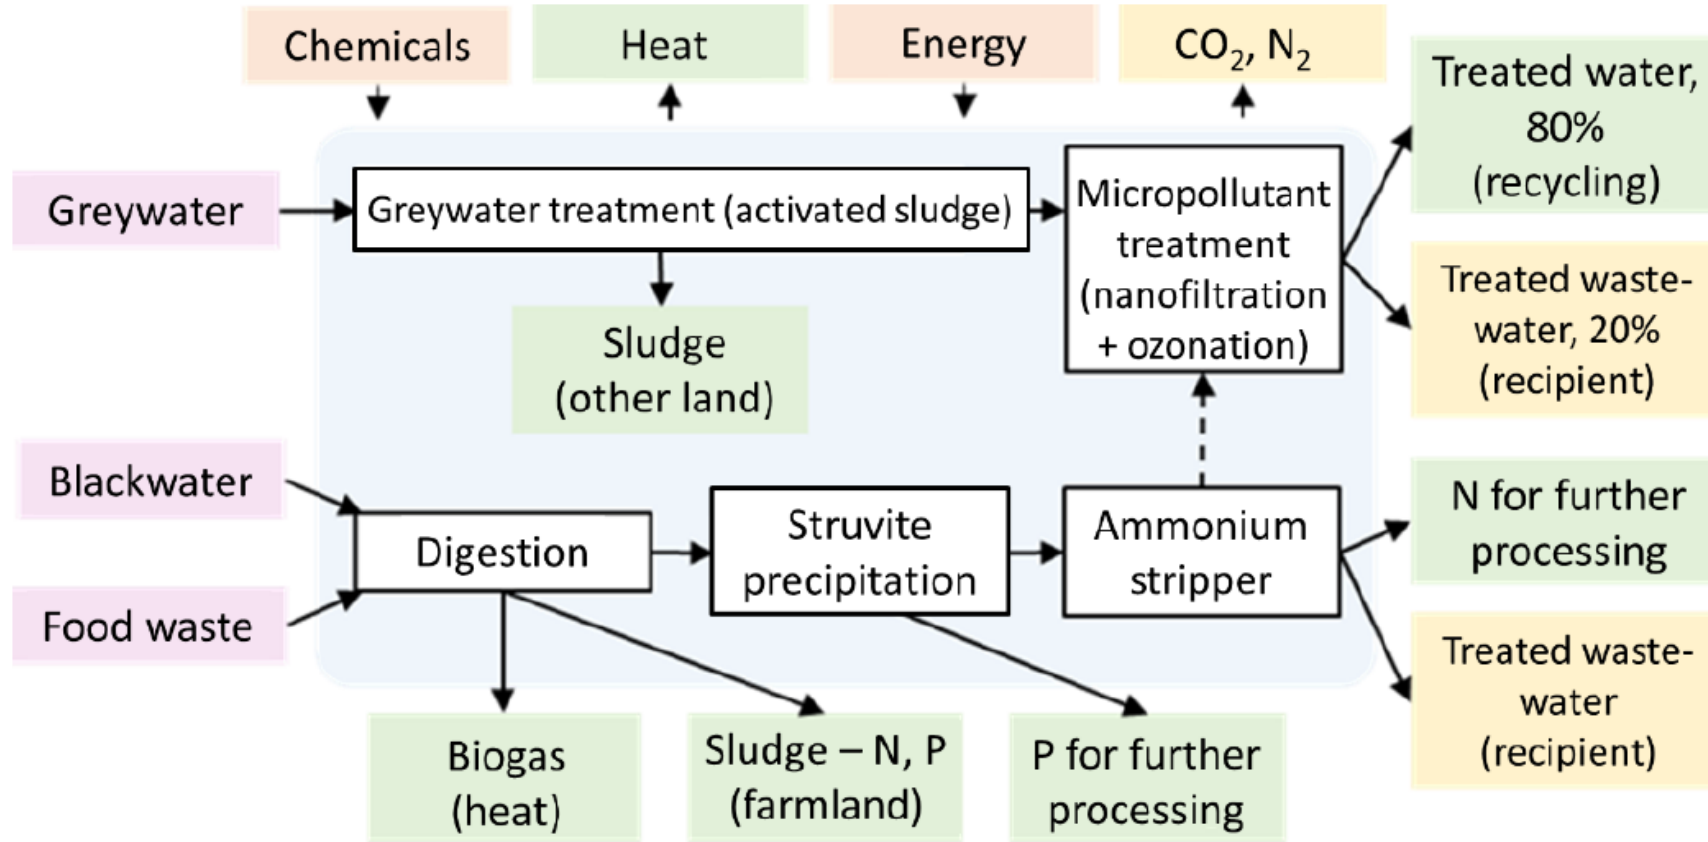 Chemicals
Heat
Energy
CO₂, N₂
Treated water,
80%
(recycling)
Greywater
Greywater treatment (activated sludge)
Micropollutant
treatment
(nanofiltration
+ ozonation)
Treated waste-
water, 20%
(recipient)
Sludge
(other land)
Blackwater
Food waste
Digestion
Struvite
precipitation
Ammonium
stripper
N for further
processing
Treated waste-
water
(recipient)
Biogas
(heat)
Sludge – N, P
(farmland)
P for further
processing